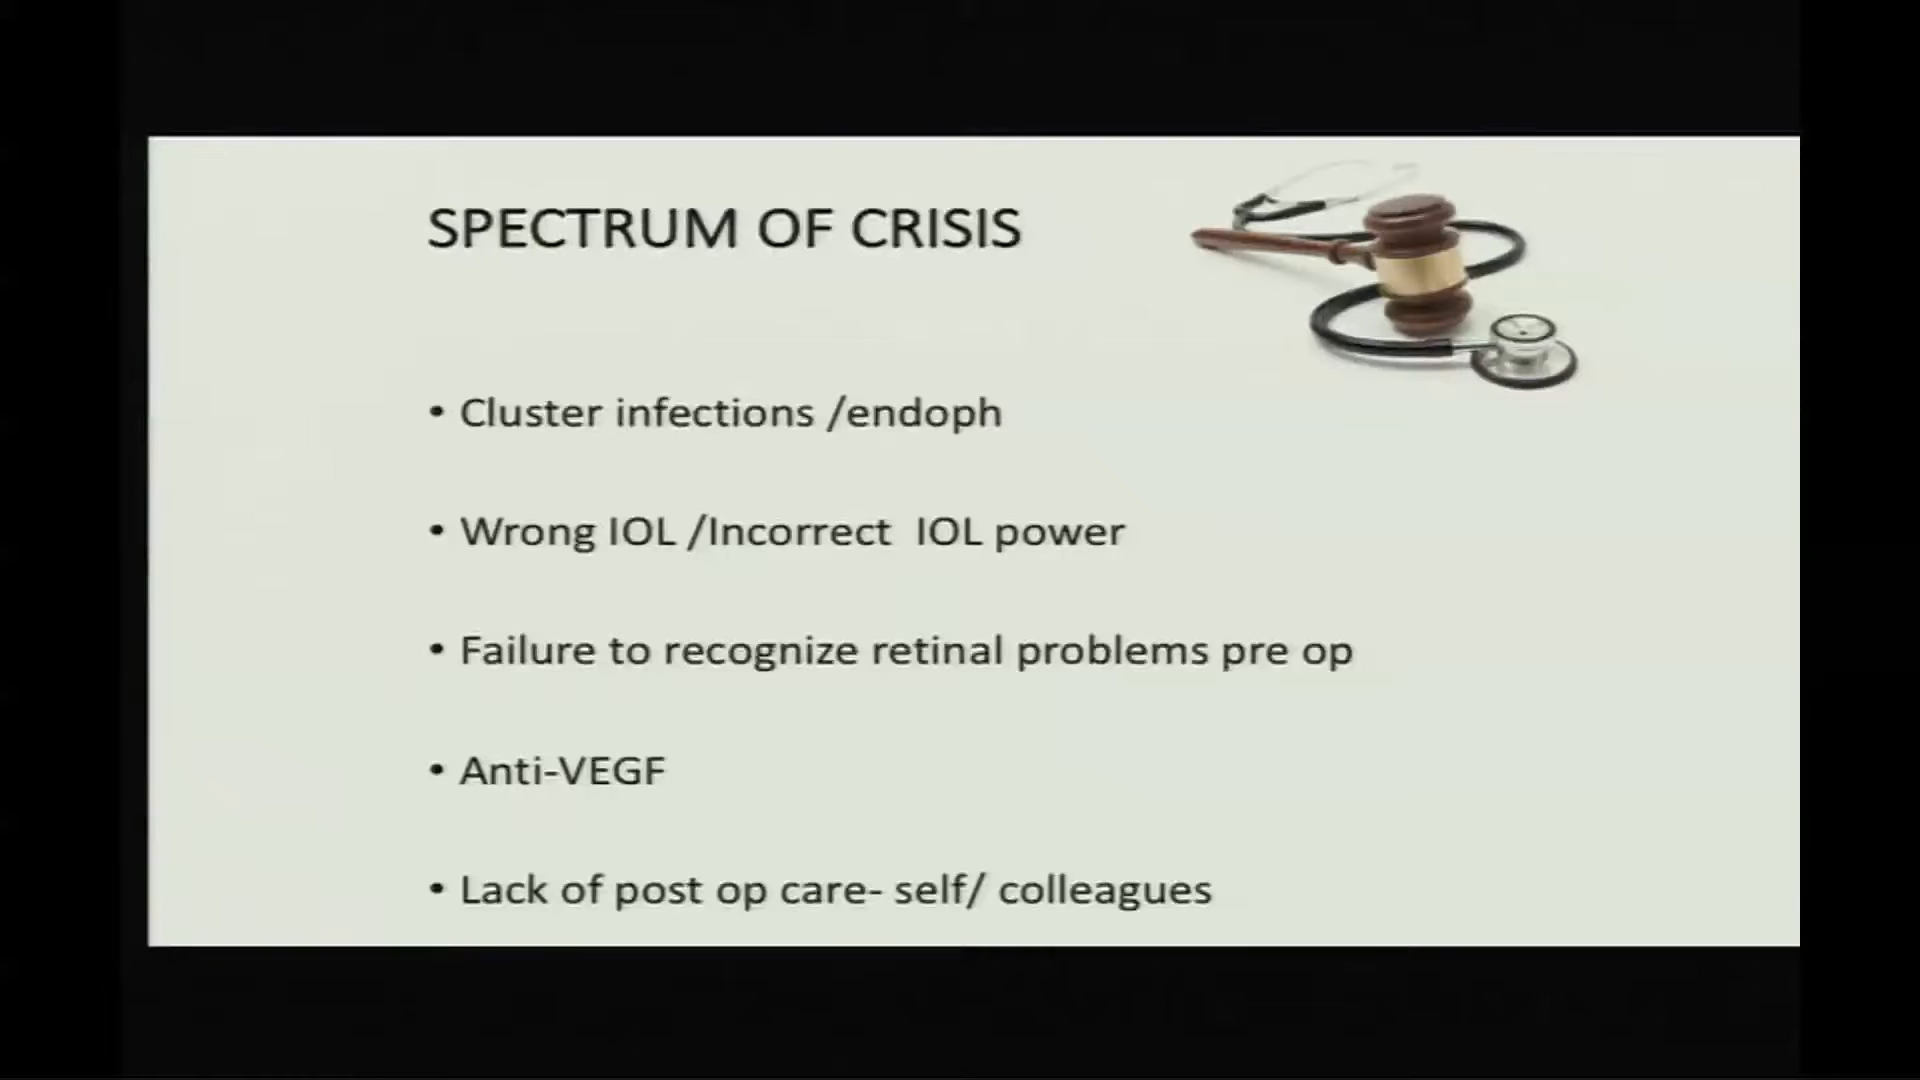 SPECTRUM OF CRISIS
• Cluster infections /endoph
• Wrong IOL /Incorrect  IOL power
• Failure to recognize retinal problems pre op
• Anti-VEGF
• Lack of post op care- self/ colleagues